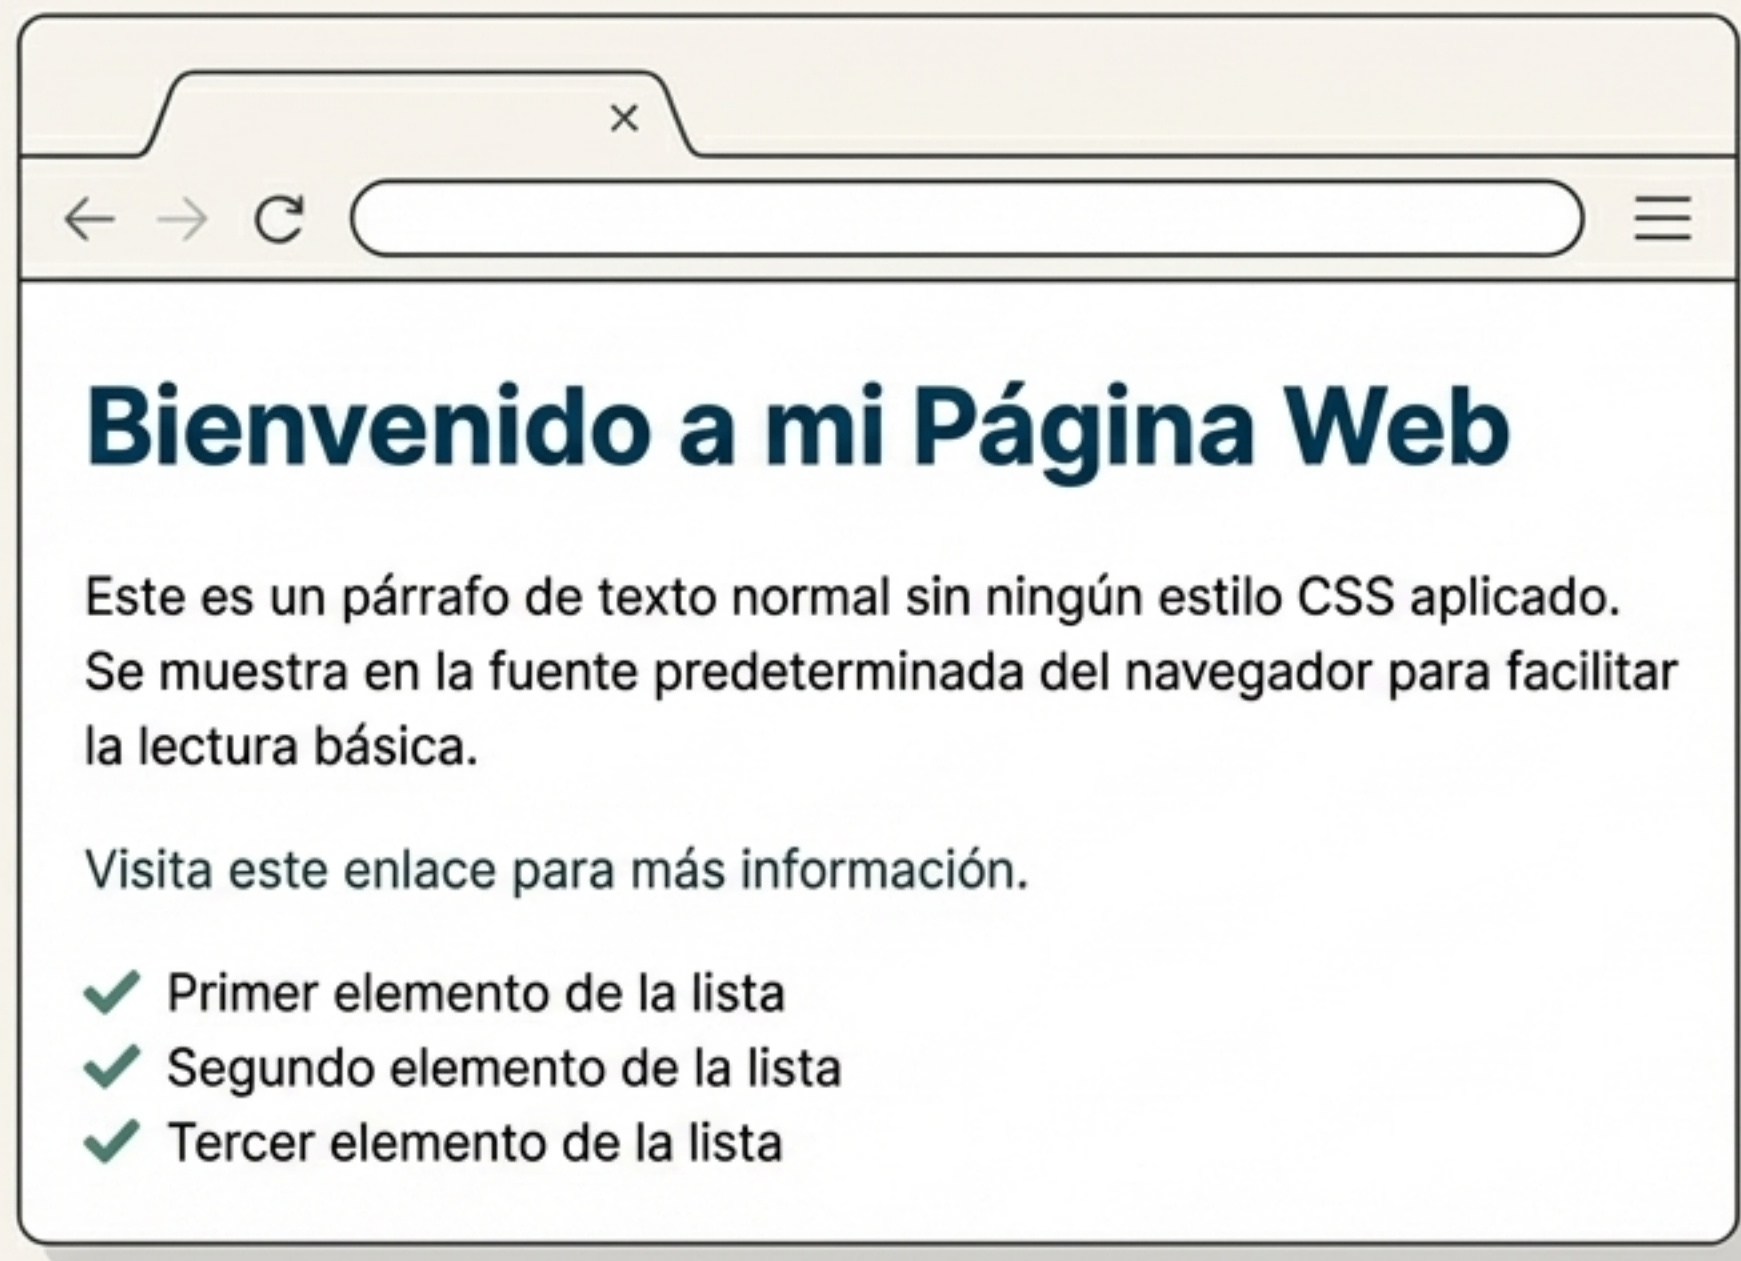 Bienvenido a mi Página Web
Este es un párrafo de texto normal sin ningún estilo CSS aplicado.
Se muestra en la fuente predeterminada del navegador para facilitar
la lectura básica.
Visita este enlace para más información.
Primer elemento de la lista
Segundo elemento de la lista
Tercer elemento de la lista